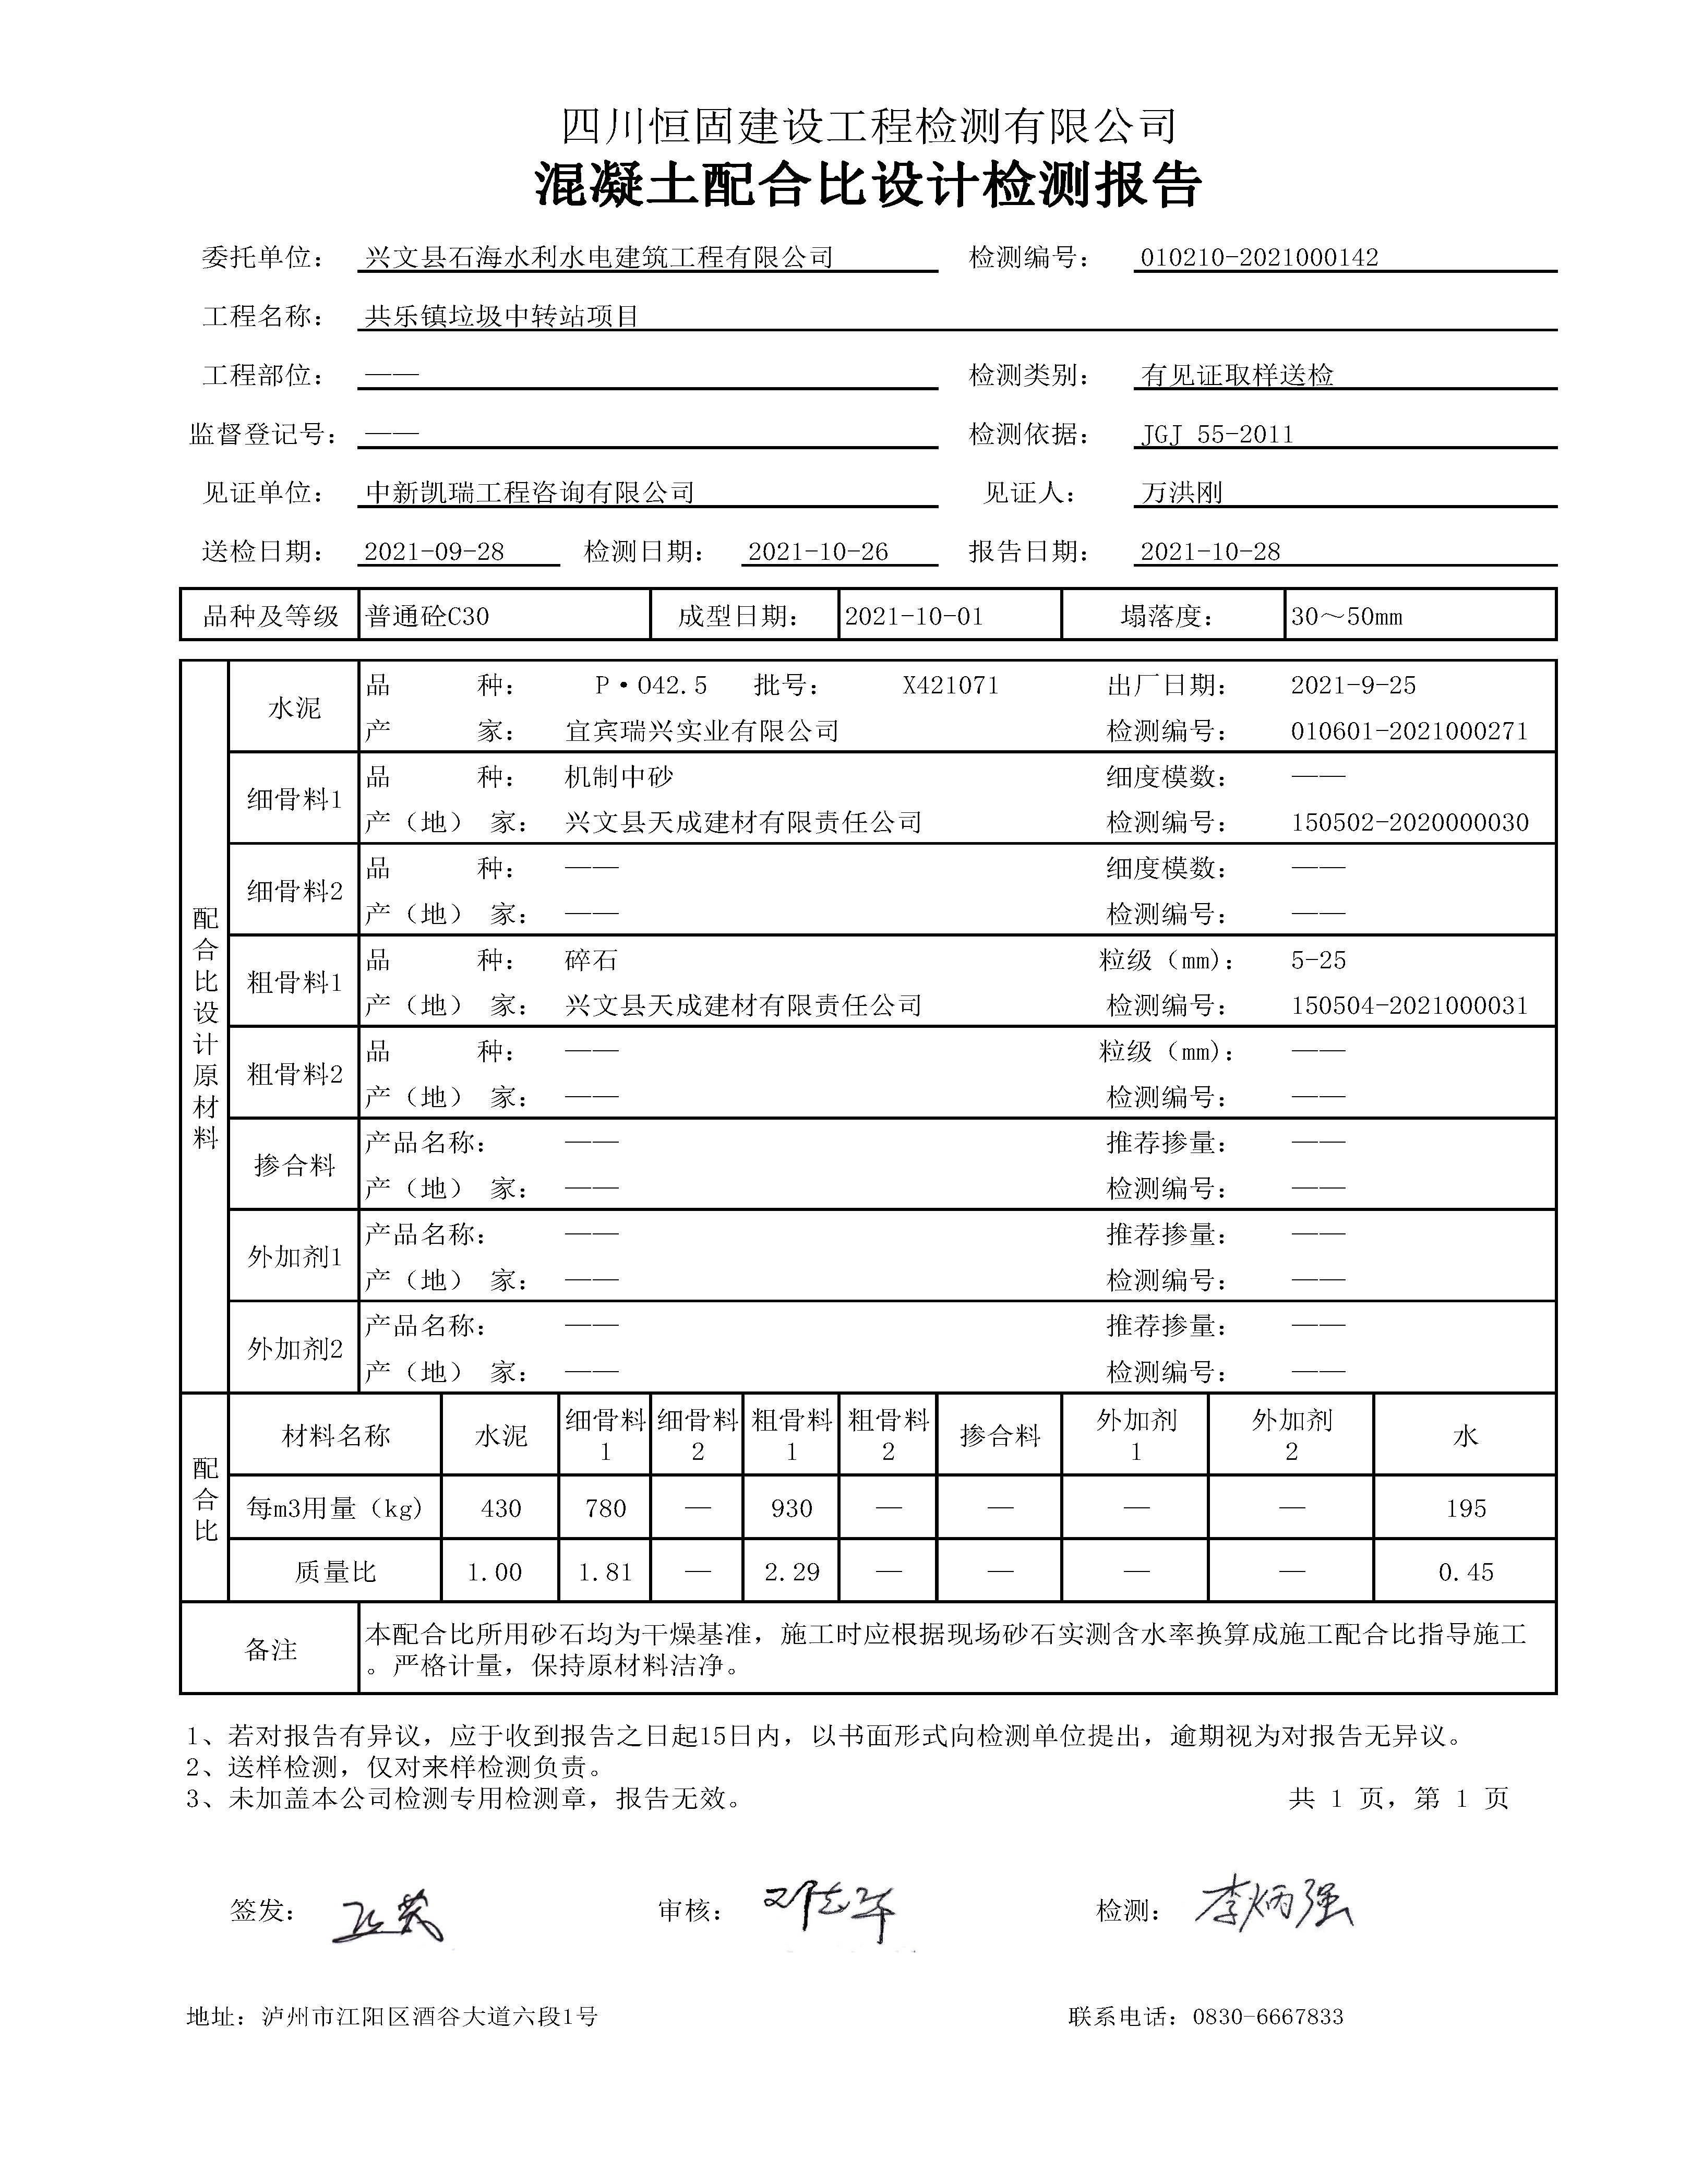 四川恒固建设工程检测有限公司
混凝土配合比设计检测报告
委托单位： 兴文县石海水利水电建筑工程有限公司 检测编号： 010210-2021000142
工程名称： 共乐镇垃圾中转站项目
工程部位： —— 检测类别： 有见证取样送检
监督登记号： —— 检测依据： JGJ 55-2011
见证单位： 中新凯瑞工程咨询有限公司 见证人： 万洪刚
送检日期： 2021-09-28 检测日期： 2021-10-26 报告日期： 2021-10-28
品种及等级 普通砼C30 成型日期： 2021-10-01 塌落度： 30～50mm
配合比设计原材料
水泥
品 种： P·O42.5 批号： X421071 出厂日期： 2021-9-25
产 家： 宜宾瑞兴实业有限公司 检测编号： 010601-2021000271
细骨料1
品 种： 机制中砂 细度模数： ——
产（地） 家： 兴文县天成建材有限责任公司 检测编号： 150502-2020000030
细骨料2
品 种： —— 细度模数： ——
产（地） 家： —— 检测编号： ——
粗骨料1
品 种： 碎石 粒级（mm)： 5-25
产（地） 家： 兴文县天成建材有限责任公司 检测编号： 150504-2021000031
粗骨料2
品 种： —— 粒级（mm)： ——
产（地） 家： —— 检测编号： ——
掺合料
产品名称： —— 推荐掺量： ——
产（地） 家： —— 检测编号： ——
外加剂1
产品名称： —— 推荐掺量： ——
产（地） 家： —— 检测编号： ——
外加剂2
产品名称： —— 推荐掺量： ——
产（地） 家： —— 检测编号： ——
配合比
材料名称 水泥 细骨料1 细骨料2 粗骨料1 粗骨料2 掺合料 外加剂1 外加剂2 水
每m3用量（kg) 430 780 — 930 — — — — 195
质量比 1.00 1.81 — 2.29 — — — — 0.45
备注 本配合比所用砂石均为干燥基准，施工时应根据现场砂石实测含水率换算成施工配合比指导施工
。严格计量，保持原材料洁净。
1、若对报告有异议，应于收到报告之日起15日内，以书面形式向检测单位提出，逾期视为对报告无异议。
2、送样检测，仅对来样检测负责。
3、未加盖本公司检测专用检测章，报告无效。 共 1 页，第 1 页
签发： 审核： 检测： 李炳强
地址：泸州市江阳区酒谷大道六段1号 联系电话：0830-6667833